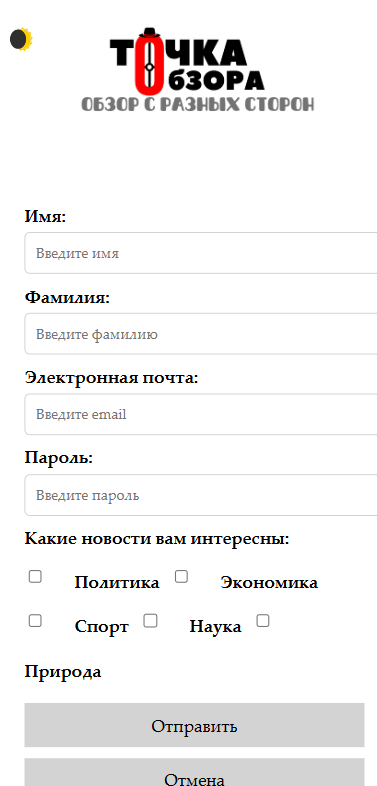 ТОЧКА
ОБЗОРА
ОБЗОР С РАЗНЫХ СТОРОН
Имя:
Введите имя
Фамилия:
Введите фамилию
Электронная почта:
Введите email
Пароль:
Введите пароль
Какие новости вам интересны:
Политика Экономика
Спорт Наука
Природа
Отправить
Отмена